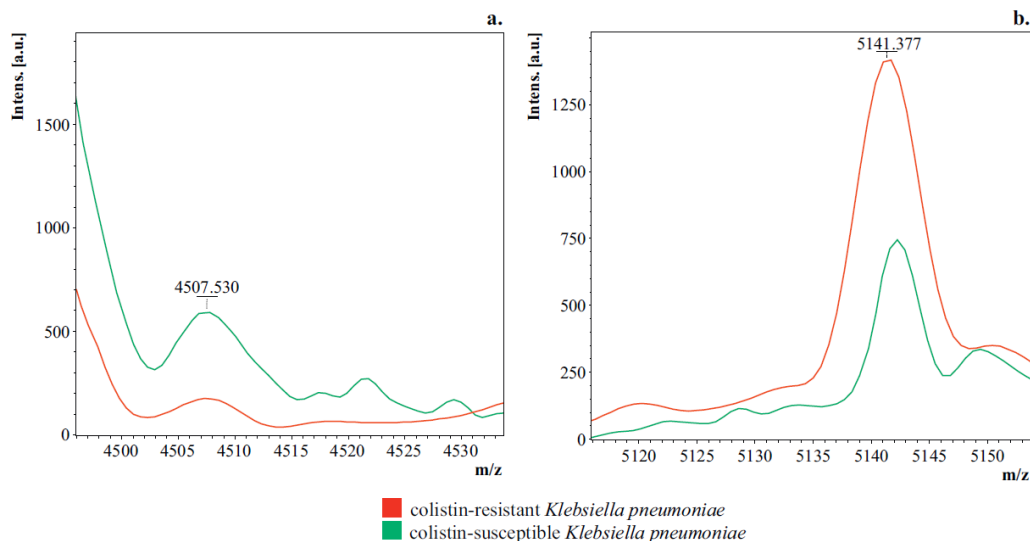 a.
Intens. [a.u.]
4507.530
1500
1000
500
0
4500 4505 4510 4515 4520 4525 4530
m/z
b.
Intens. [a.u.]
5141.377
1250
1000
750
500
250
0
5120 5125 5130 5135 5140 5145 5150
m/z
colistin-resistant Klebsiella pneumoniae
colistin-susceptible Klebsiella pneumoniae